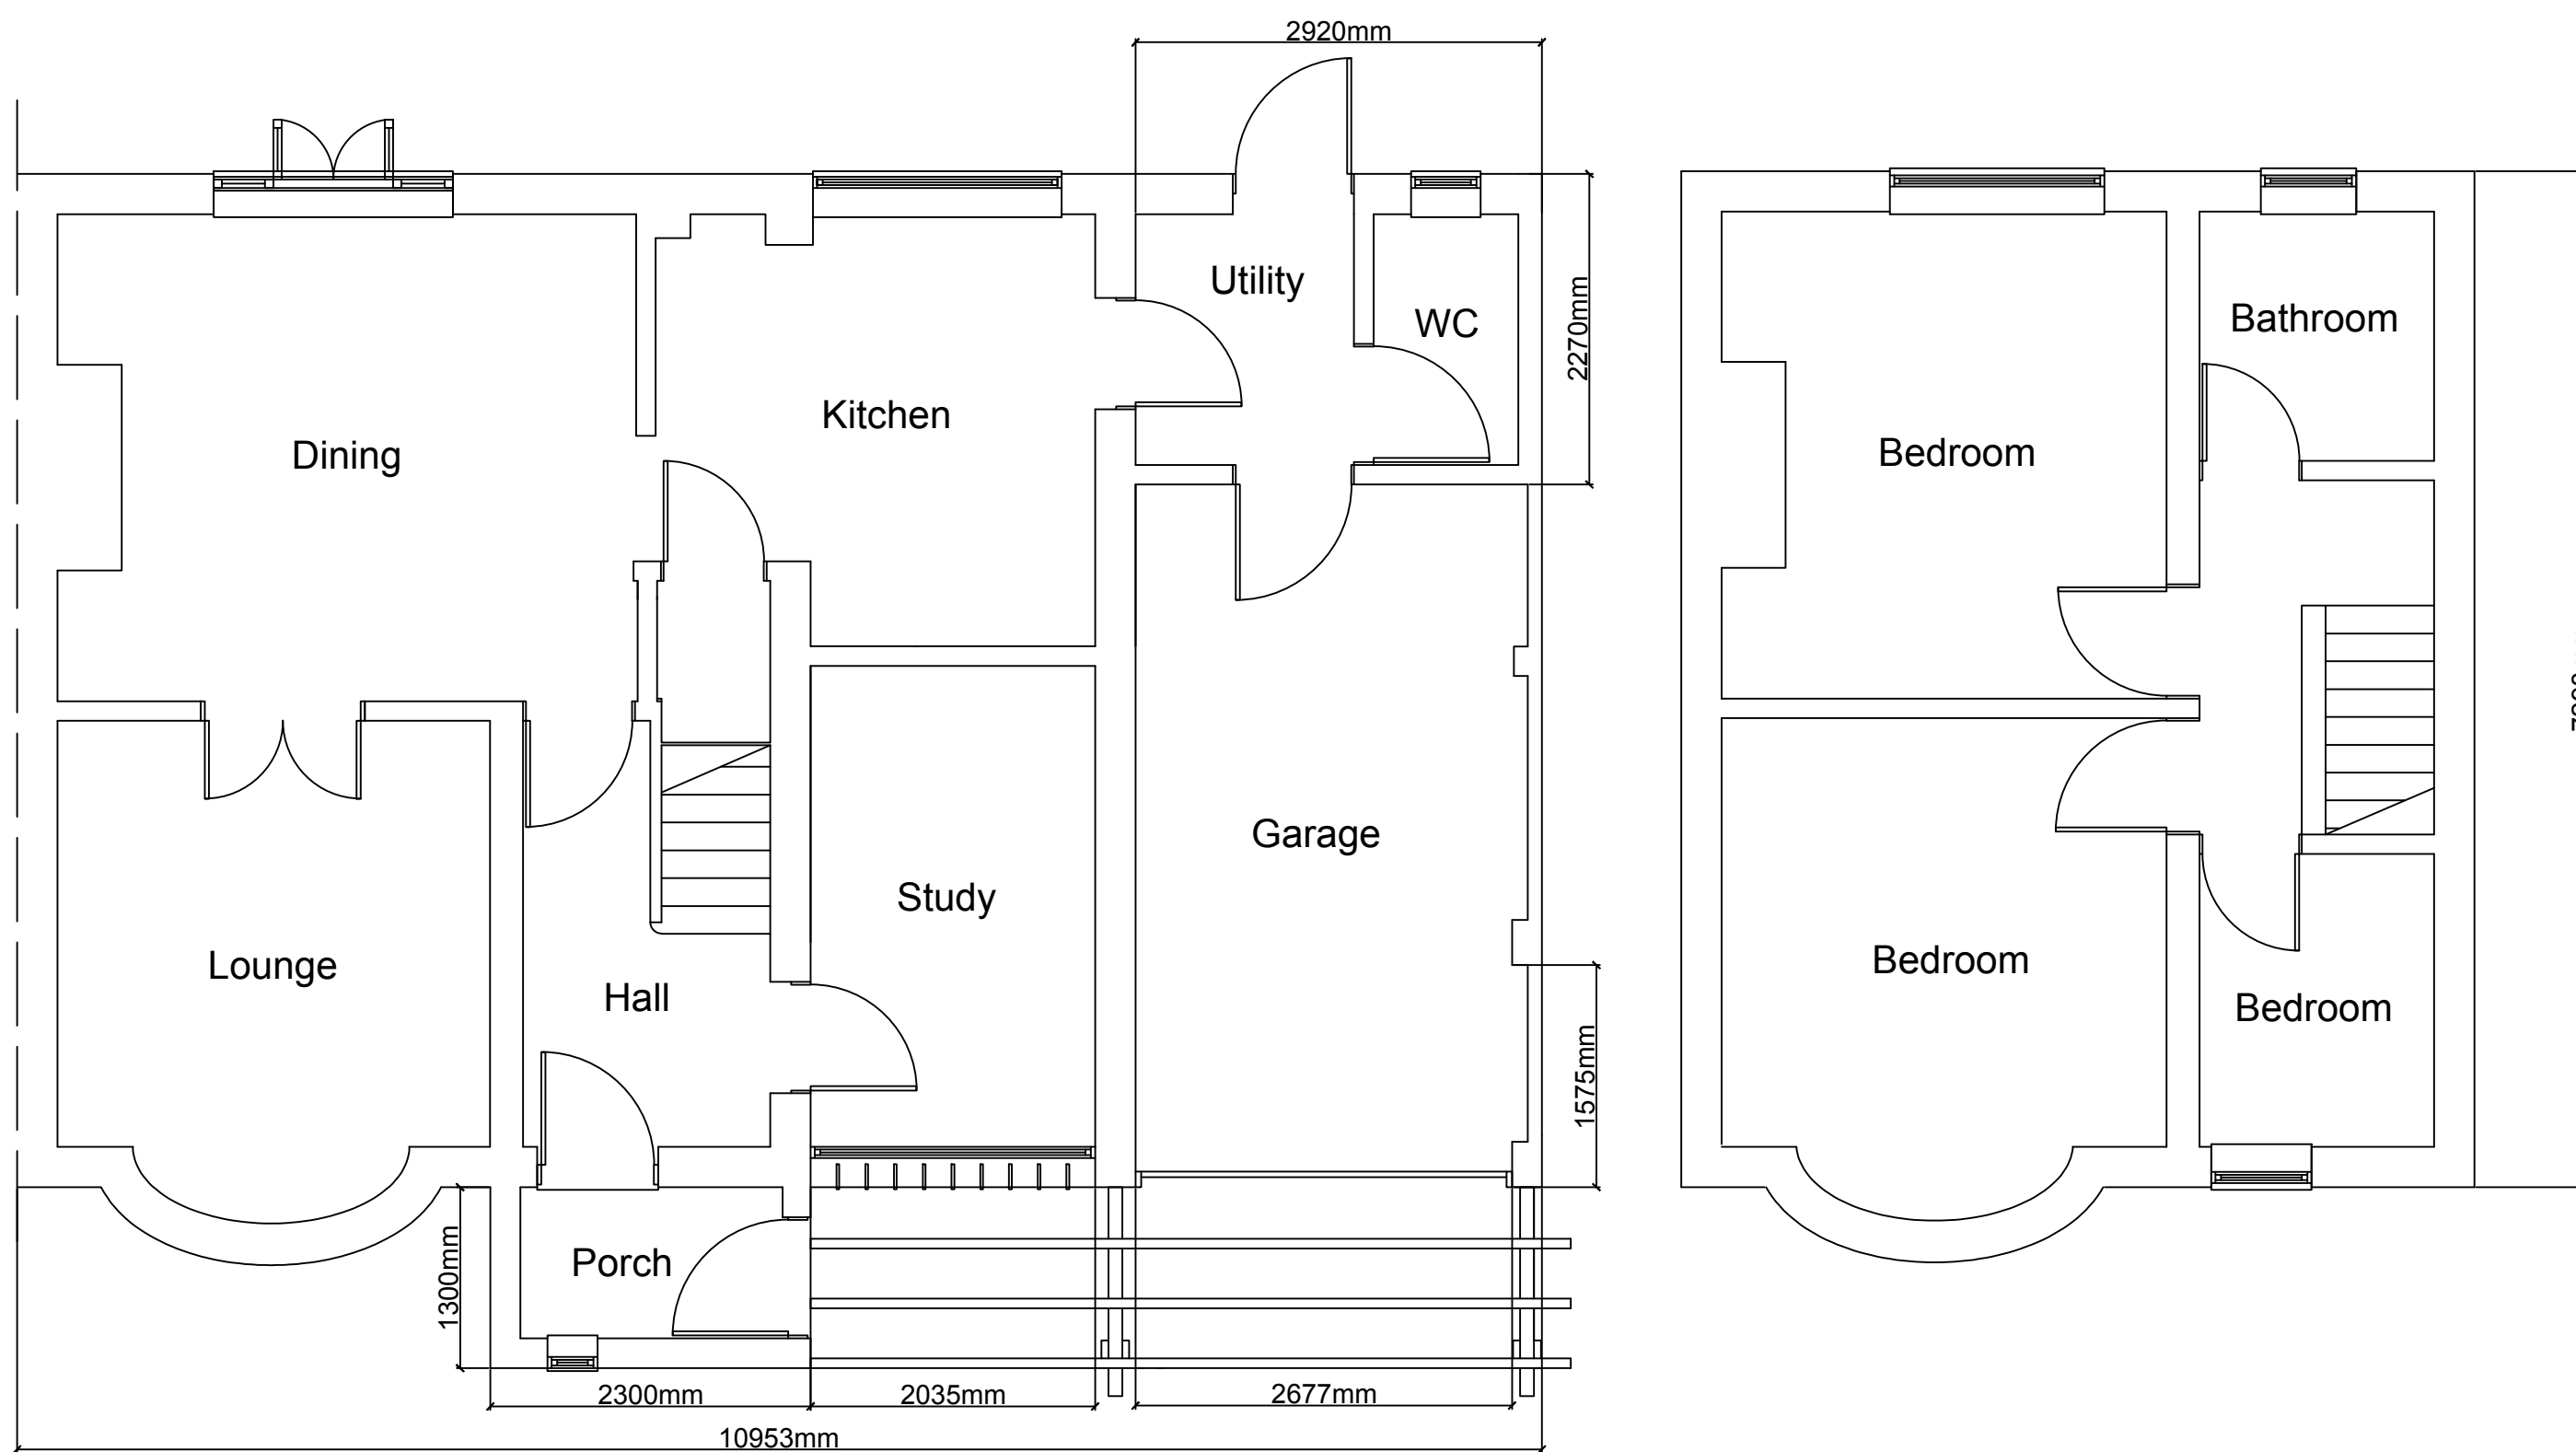 2920mm
Utility
WC
2270mm
Bathroom
Kitchen
Dining
Bedroom
Garage
Study
Lounge
Hall
Bedroom
Bedroom
1575mm
Porch
1300mm
2300mm
2035mm
2677mm
10953mm